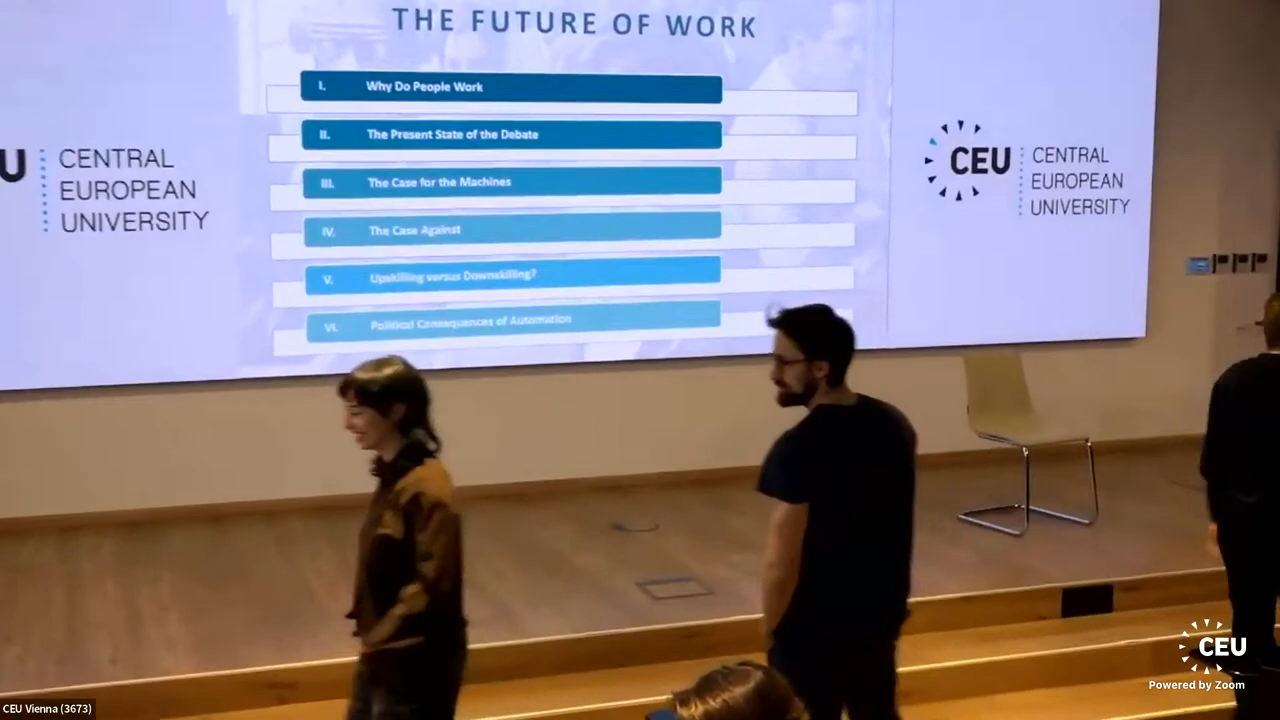 THE FUTURE OF WORK
I. Why Do People Work
II. The Present State of the Debate
III. The Case for the Machines
IV. The Case Against
V. Upskilling versus Downskilling?
VI. Political Consequences of Automation
U
CENTRAL
EUROPEAN
UNIVERSITY
CEU
CENTRAL
EUROPEAN
UNIVERSITY
CEU
Powered by Zoom
CEU Vienna (3673)